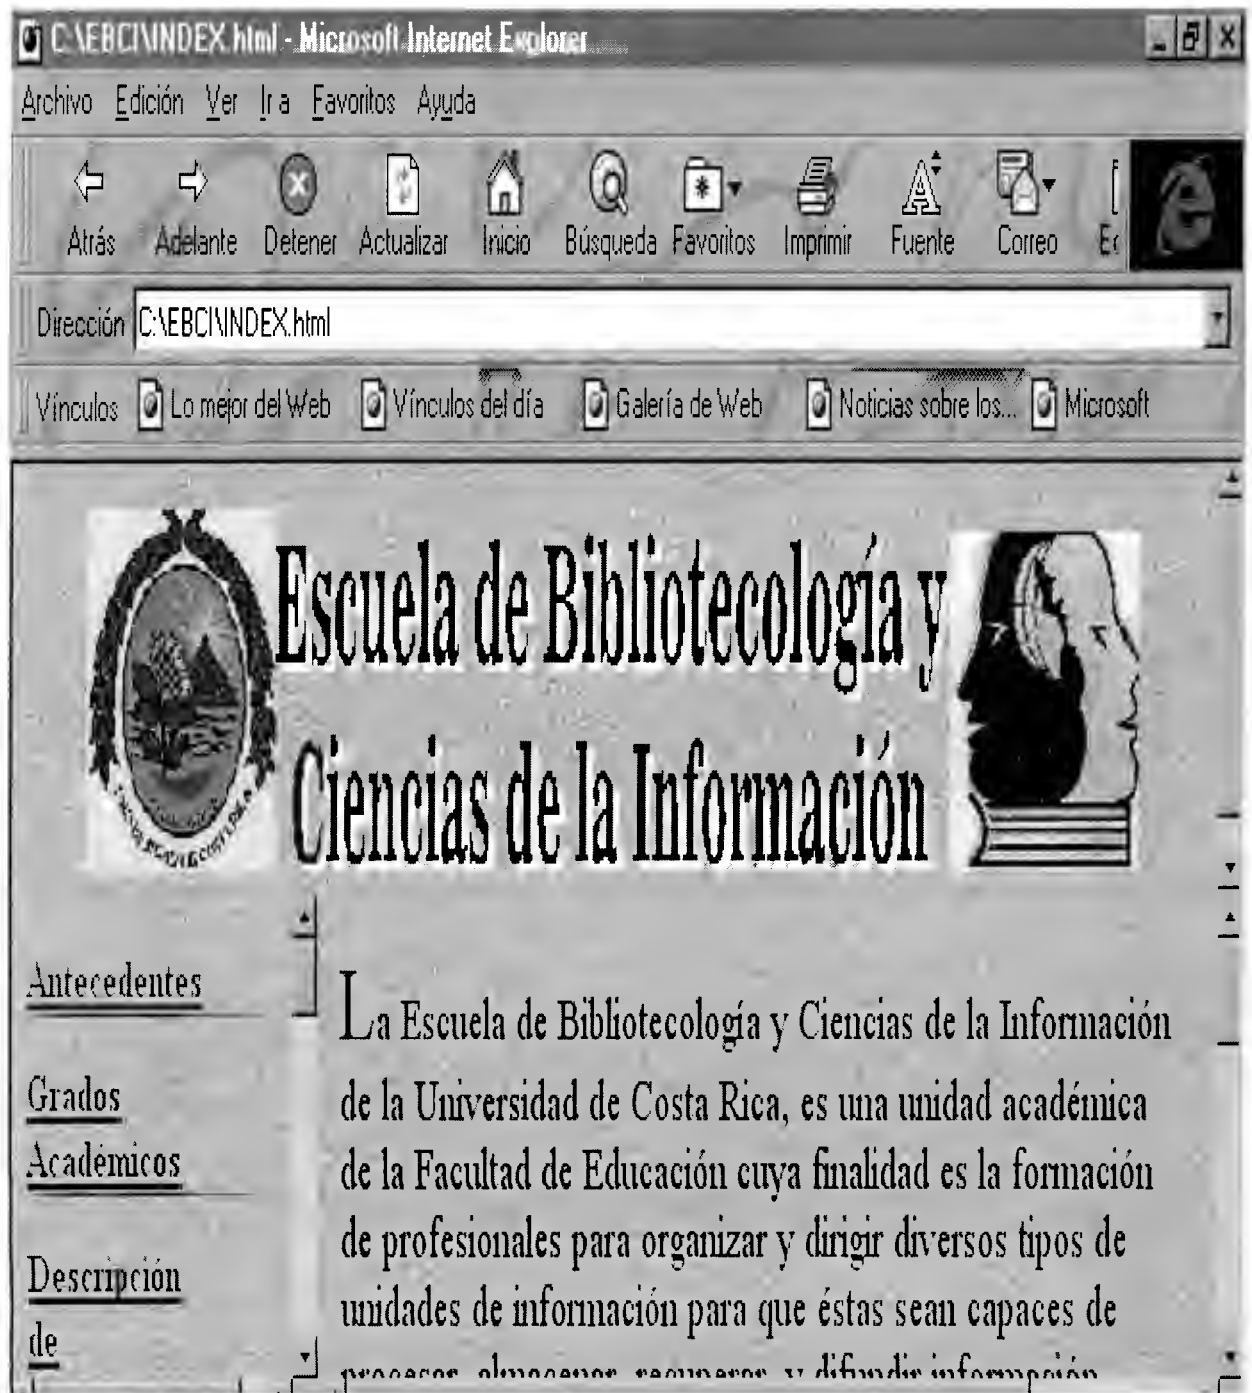 C:\EBCI\INDEX.html - Microsoft Internet Explorer
Archivo Edición Ver Ir a Favoritos Ayuda
Atrás Adelante Detener Actualizar Inicio Búsqueda Favoritos Imprimir Fuente Correo
Dirección C:\EBCI\INDEX.html
Vínculos Lo mejor del Web Vínculos del día Galería de Web Noticias sobre los... Microsoft
Escuela de Bibliotecología y
Ciencias de la Información
Antecedentes
Grados
Académicos
Descripción
de
La Escuela de Bibliotecología y Ciencias de la Información
de la Universidad de Costa Rica, es una unidad académica
de la Facultad de Educación cuya finalidad es la formación
de profesionales para organizar y dirigir diversos tipos de
unidades de información para que éstas sean capaces de
procesar, almacenar, recuperar y difundir información